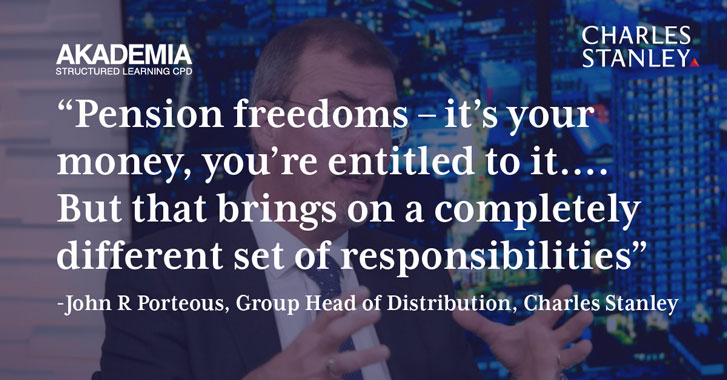 AKADEMIA
STRUCTURED LEARNING CPD
CHARLES
STANLEY
“Pension freedoms – it’s your
money, you’re entitled to it….
But that brings on a completely
different set of responsibilities”
-John R Porteous, Group Head of Distribution, Charles Stanley